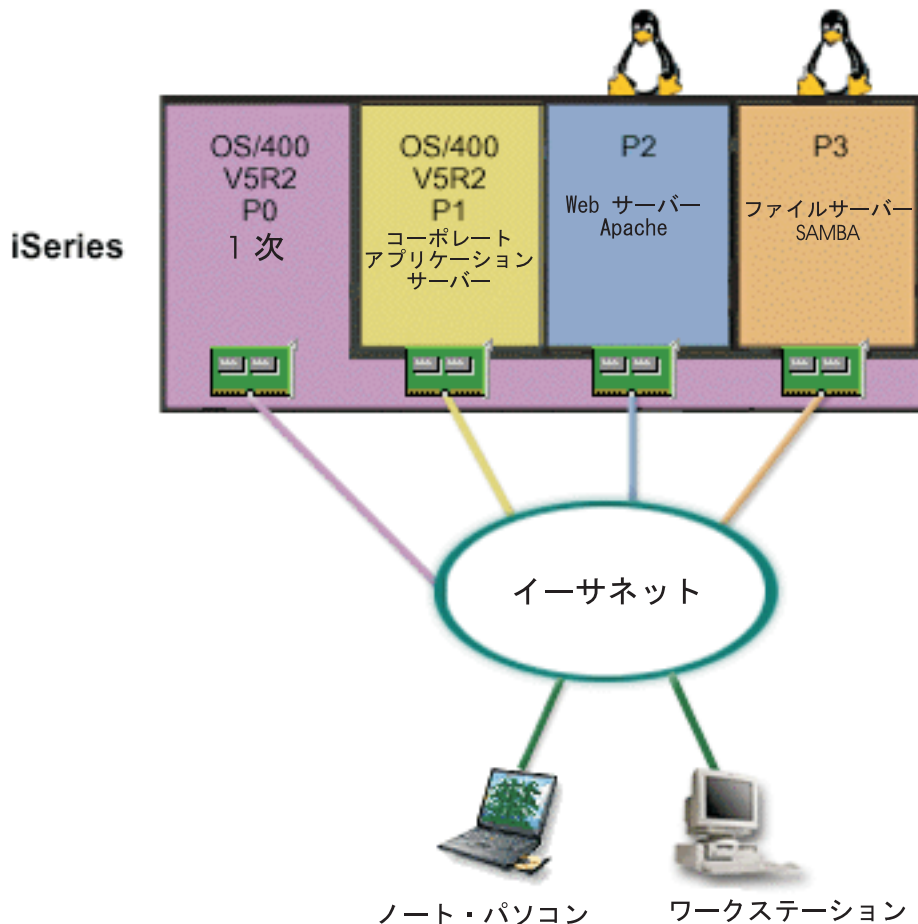 OS/400
V5R2
P0
1 次
OS/400
V5R2
P1
コーポレート
アプリケーション
サーバー
P2
Web サーバー
Apache
P3
ファイルサーバー
SAMBA
iSeries
イーサネット
ノート・パソコン
ワークステーション